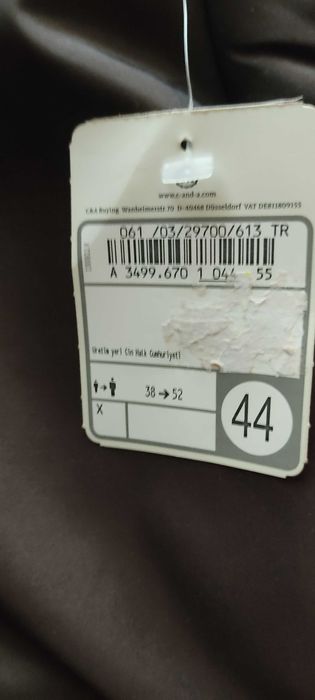 www.c-and-a.com
C&A Buying Wanheimerstr.70 D-40468 Düsseldorf VAT DE811809155
061 /03/29700/613 TR
A 3499.670 1 044 55
Üretim yeri Çin Halk Cumhuriyeti
38 → 52
X
44